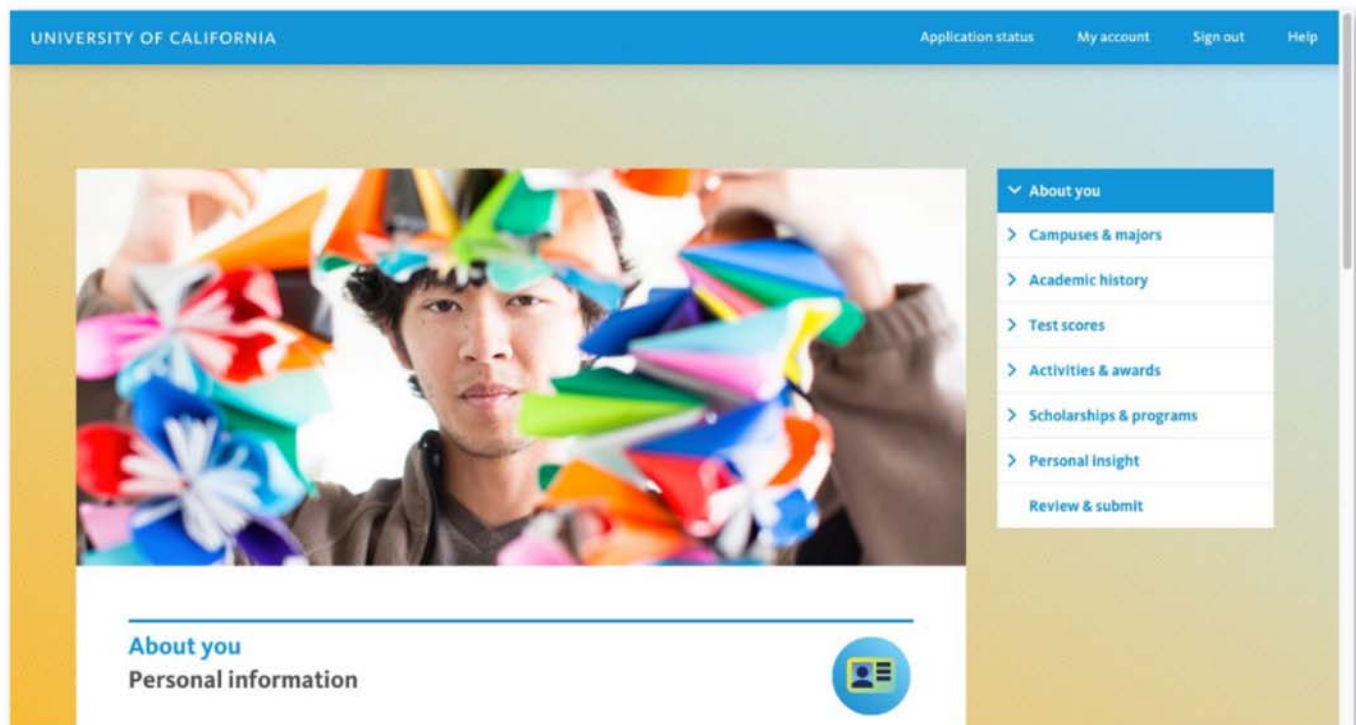 UNIVERSITY OF CALIFORNIA
Application status
My account
Sign out
Help
About you
Campuses & majors
Academic history
Test scores
Activities & awards
Scholarships & programs
Personal insight
Review & submit
About you
Personal information